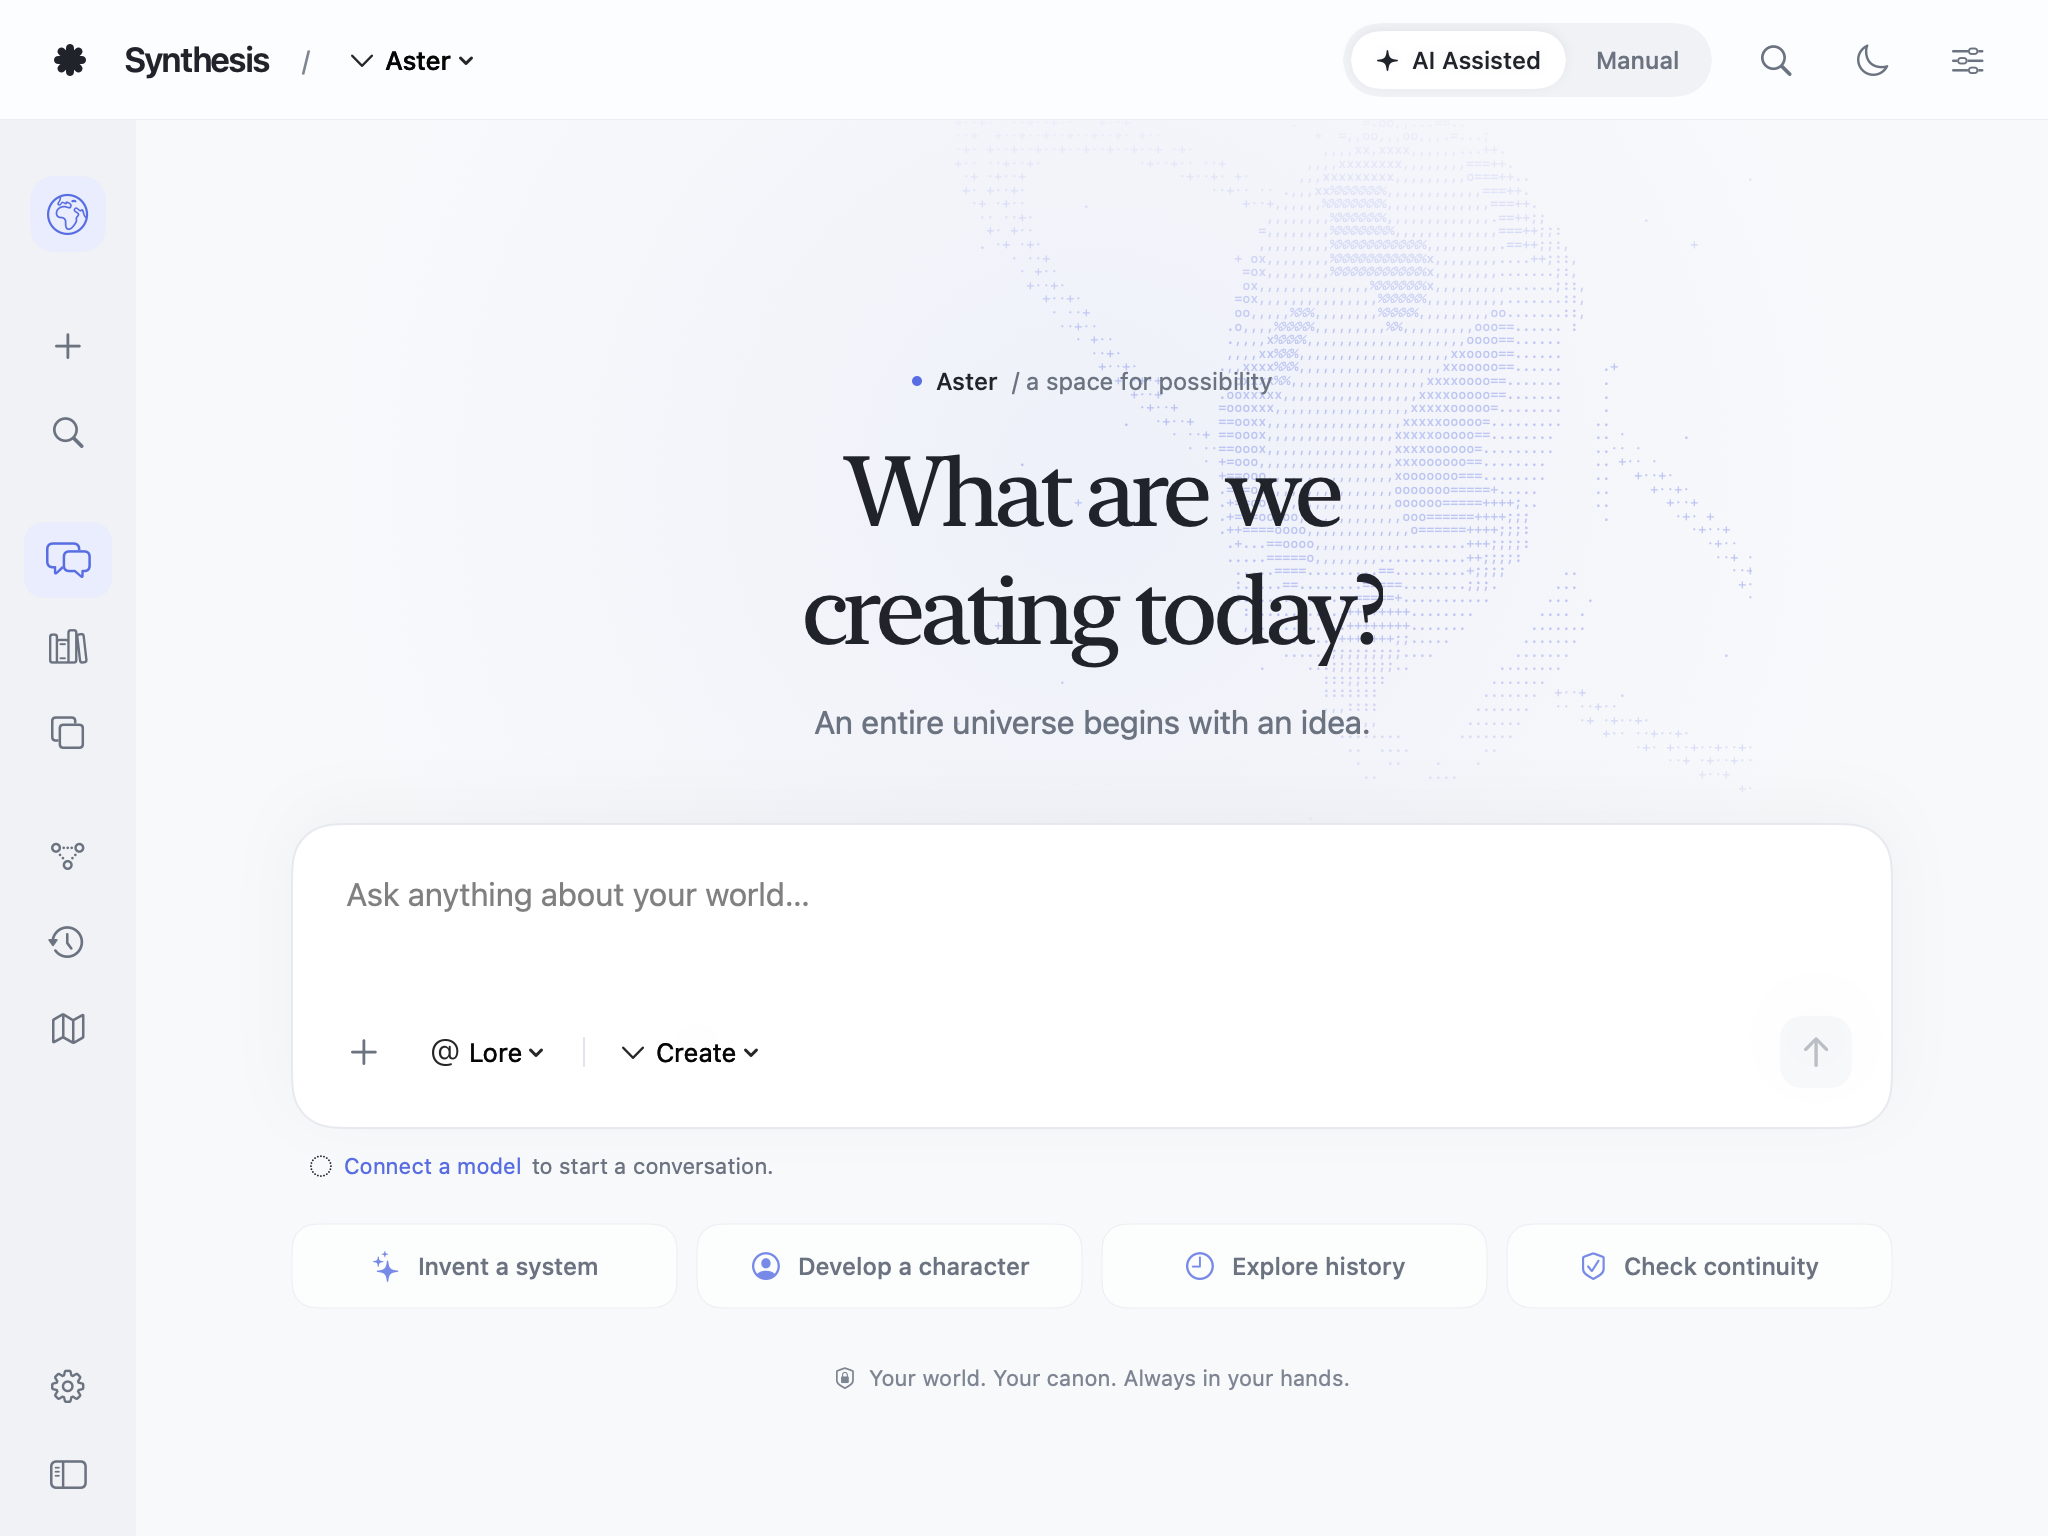 Synthesis / Aster
AI Assisted
Manual
Aster / a space for possibility
What are we
creating today?
An entire universe begins with an idea.
Ask anything about your world...
@ Lore
Create
Connect a model to start a conversation.
Invent a system
Develop a character
Explore history
Check continuity
Your world. Your canon. Always in your hands.